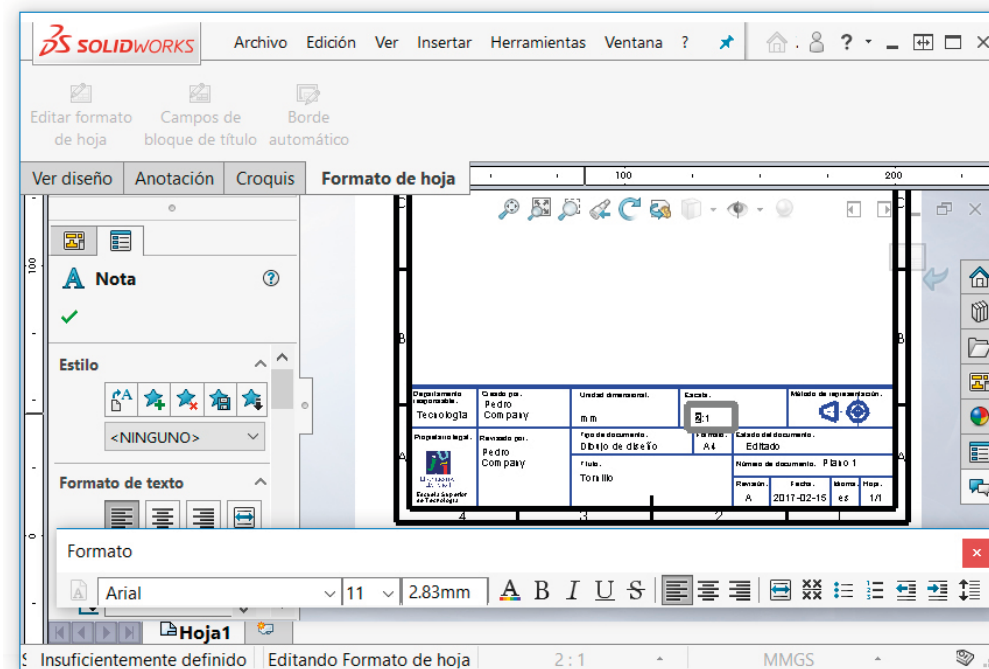 SOLIDWORKS Archivo Edición Ver Insertar Herramientas Ventana ? ?
Editar formato de hoja
Campos de bloque de título
Borde automático
Ver diseño Anotación Croquis Formato de hoja
100 200
100
0
Nota
Estilo
<NINGUNO>
Formato de texto
C C
B B
A A
Departamento responsable.
Tecnología
Creado por.
Pedro Company
Unidad dimensional.
mm
Escala.
2:1
Método de representación.
Propietario legal.
Escuela Superior de Tecnología
Revisado por.
Pedro Company
Tipo de documento.
Dibujo de diseño
Formato.
A4
Estado del documento.
Editado
Título.
Tornillo
Número de documento. Plano 1
Revisión.
A
Fecha.
2017-02-15
Idioma.
es
Hoja.
1/1
4 3 2
Formato
Arial 11 2.83mm A B I U S
Hoja1
Insuficientemente definido Editando Formato de hoja 2 : 1 MMGS